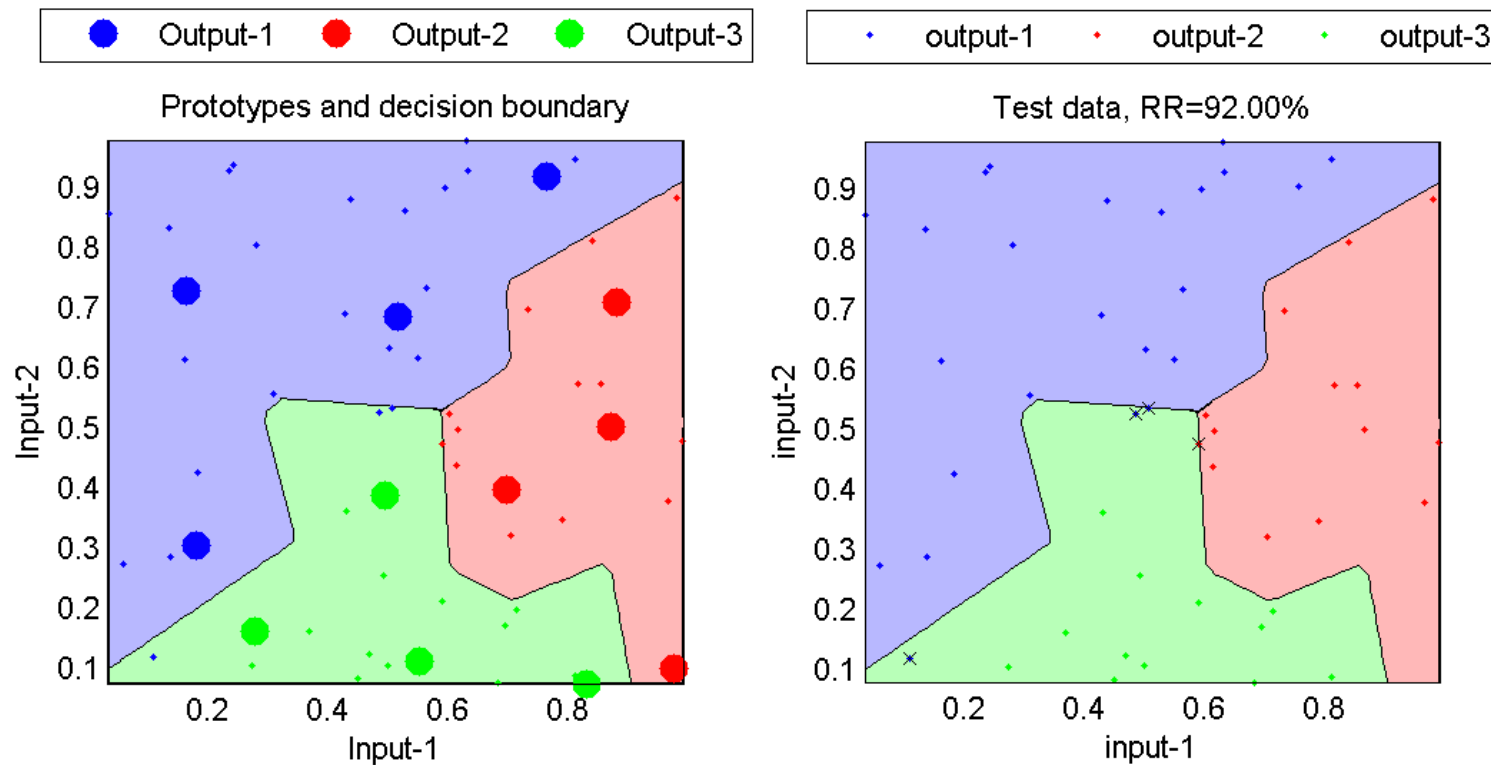 Output-1 Output-2 Output-3
Prototypes and decision boundary
0.9
0.8
0.7
0.6
0.5
0.4
0.3
0.2
0.1
Input-2
0.2 0.4 0.6 0.8
Input-1
output-1 output-2 output-3
Test data, RR=92.00%
0.9
0.8
0.7
0.6
0.5
0.4
0.3
0.2
0.1
input-2
0.2 0.4 0.6 0.8
input-1